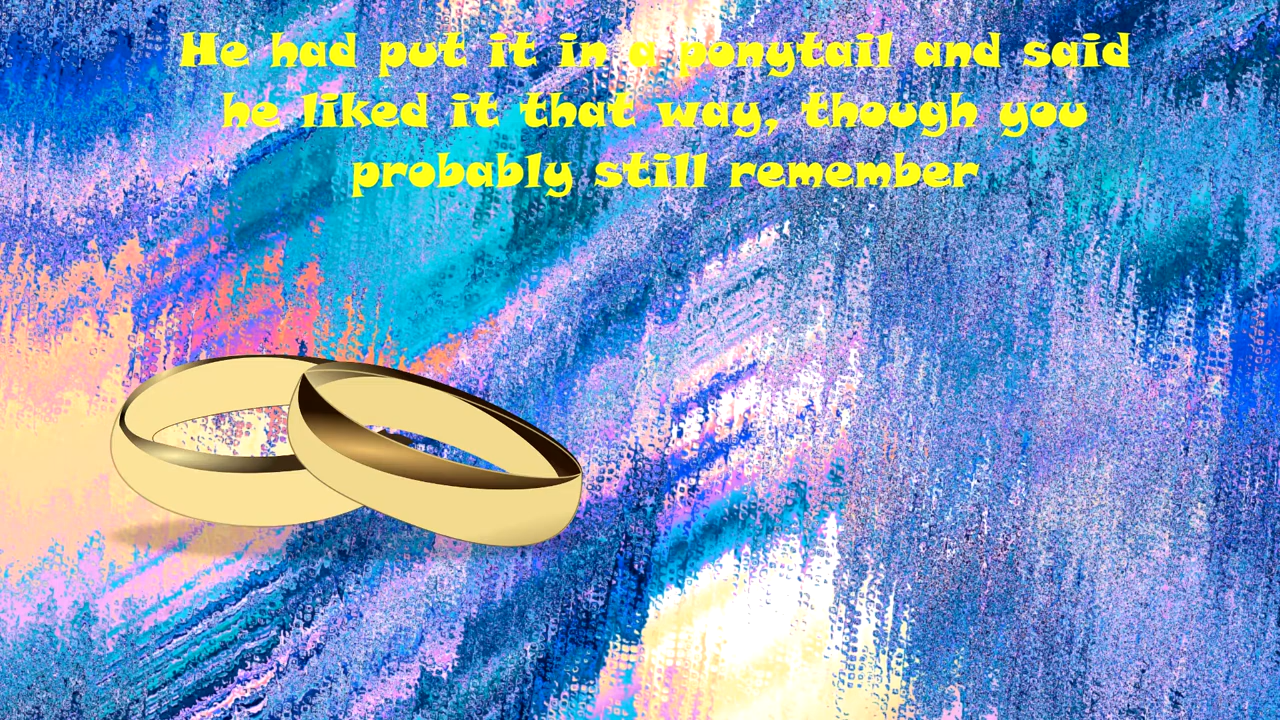 He had put it in a ponytail and said
he liked it that way, though you
probably still remember